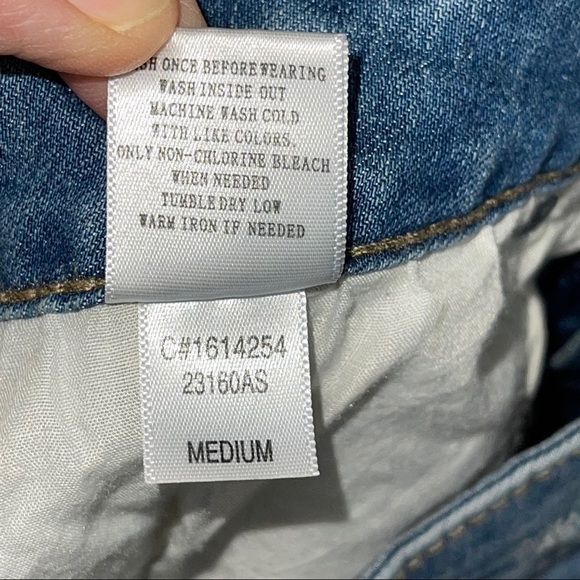 ONCE BEFORE WEARING
WASH INSIDE OUT
MACHINE WASH COLD
WITH LIKE COLORS.
ONLY NON-CHLORINE BLEACH
WHEN NEEDED
TUMBLE DRY LOW
WARM IRON IF NEEDED
C#1614254
23160AS
MEDIUM